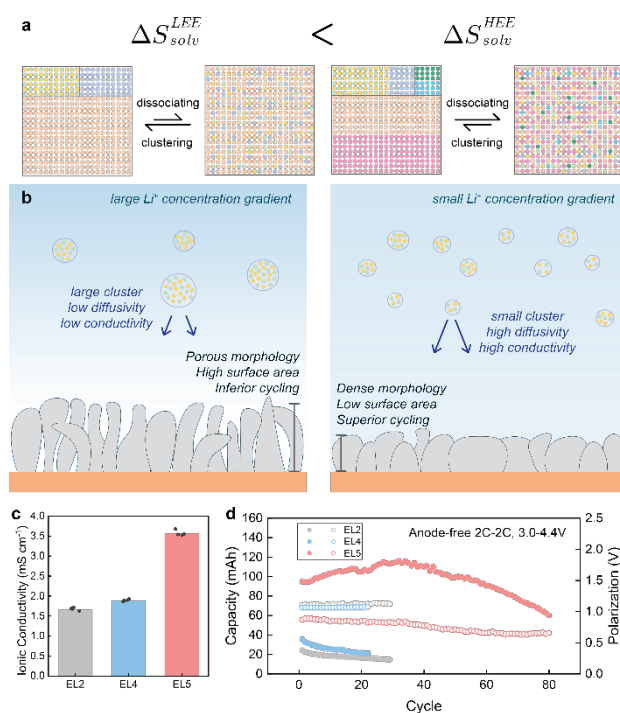 a
ΔS_{solv}^{LEE} < ΔS_{solv}^{HEE}
dissociating
clustering
dissociating
clustering
b
large Li⁺ concentration gradient
large cluster
low diffusivity
low conductivity
Porous morphology
High surface area
Inferior cycling
small Li⁺ concentration gradient
small cluster
high diffusivity
high conductivity
Dense morphology
Low surface area
Superior cycling
c
Ionic Conductivity (mS cm⁻¹)
4.0
3.5
3.0
2.5
2.0
1.5
1.0
0.5
0.0
EL2 EL4 EL5
d
Capacity (mAh)
160
140
120
100
80
60
40
20
0
EL2
EL4
EL5
Anode-free 2C-2C, 3.0-4.4V
2.5
2.0
1.5
1.0
0.5
0.0
Polarization (V)
0 20 40 60 80
Cycle